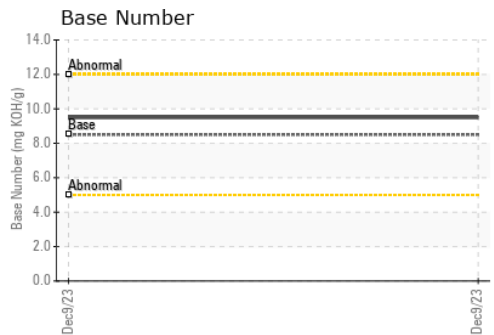 Base Number
Base Number (mg KOH/g)
14.0
12.0
10.0
8.0
6.0
4.0
2.0
0.0
Abnormal
Base
Abnormal
Dec9/23
Dec9/23